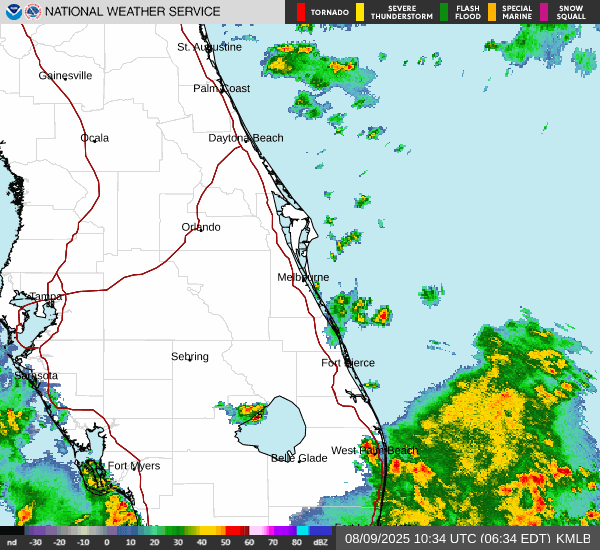 NATIONAL WEATHER SERVICE
TORNADO
SEVERE THUNDERSTORM
FLASH FLOOD
SPECIAL MARINE
SNOW SQUALL
St. Augustine
Gainesville
Palm Coast
Ocala
Daytona Beach
Orlando
Melbourne
Tampa
Sebring
Fort Pierce
Sarasota
West Palm Beach
Belle Glade
Fort Myers
nd -30 -20 -10 0 10 20 30 40 50 60 70 80 dBZ
08/09/2025 10:34 UTC (06:34 EDT) KMLB